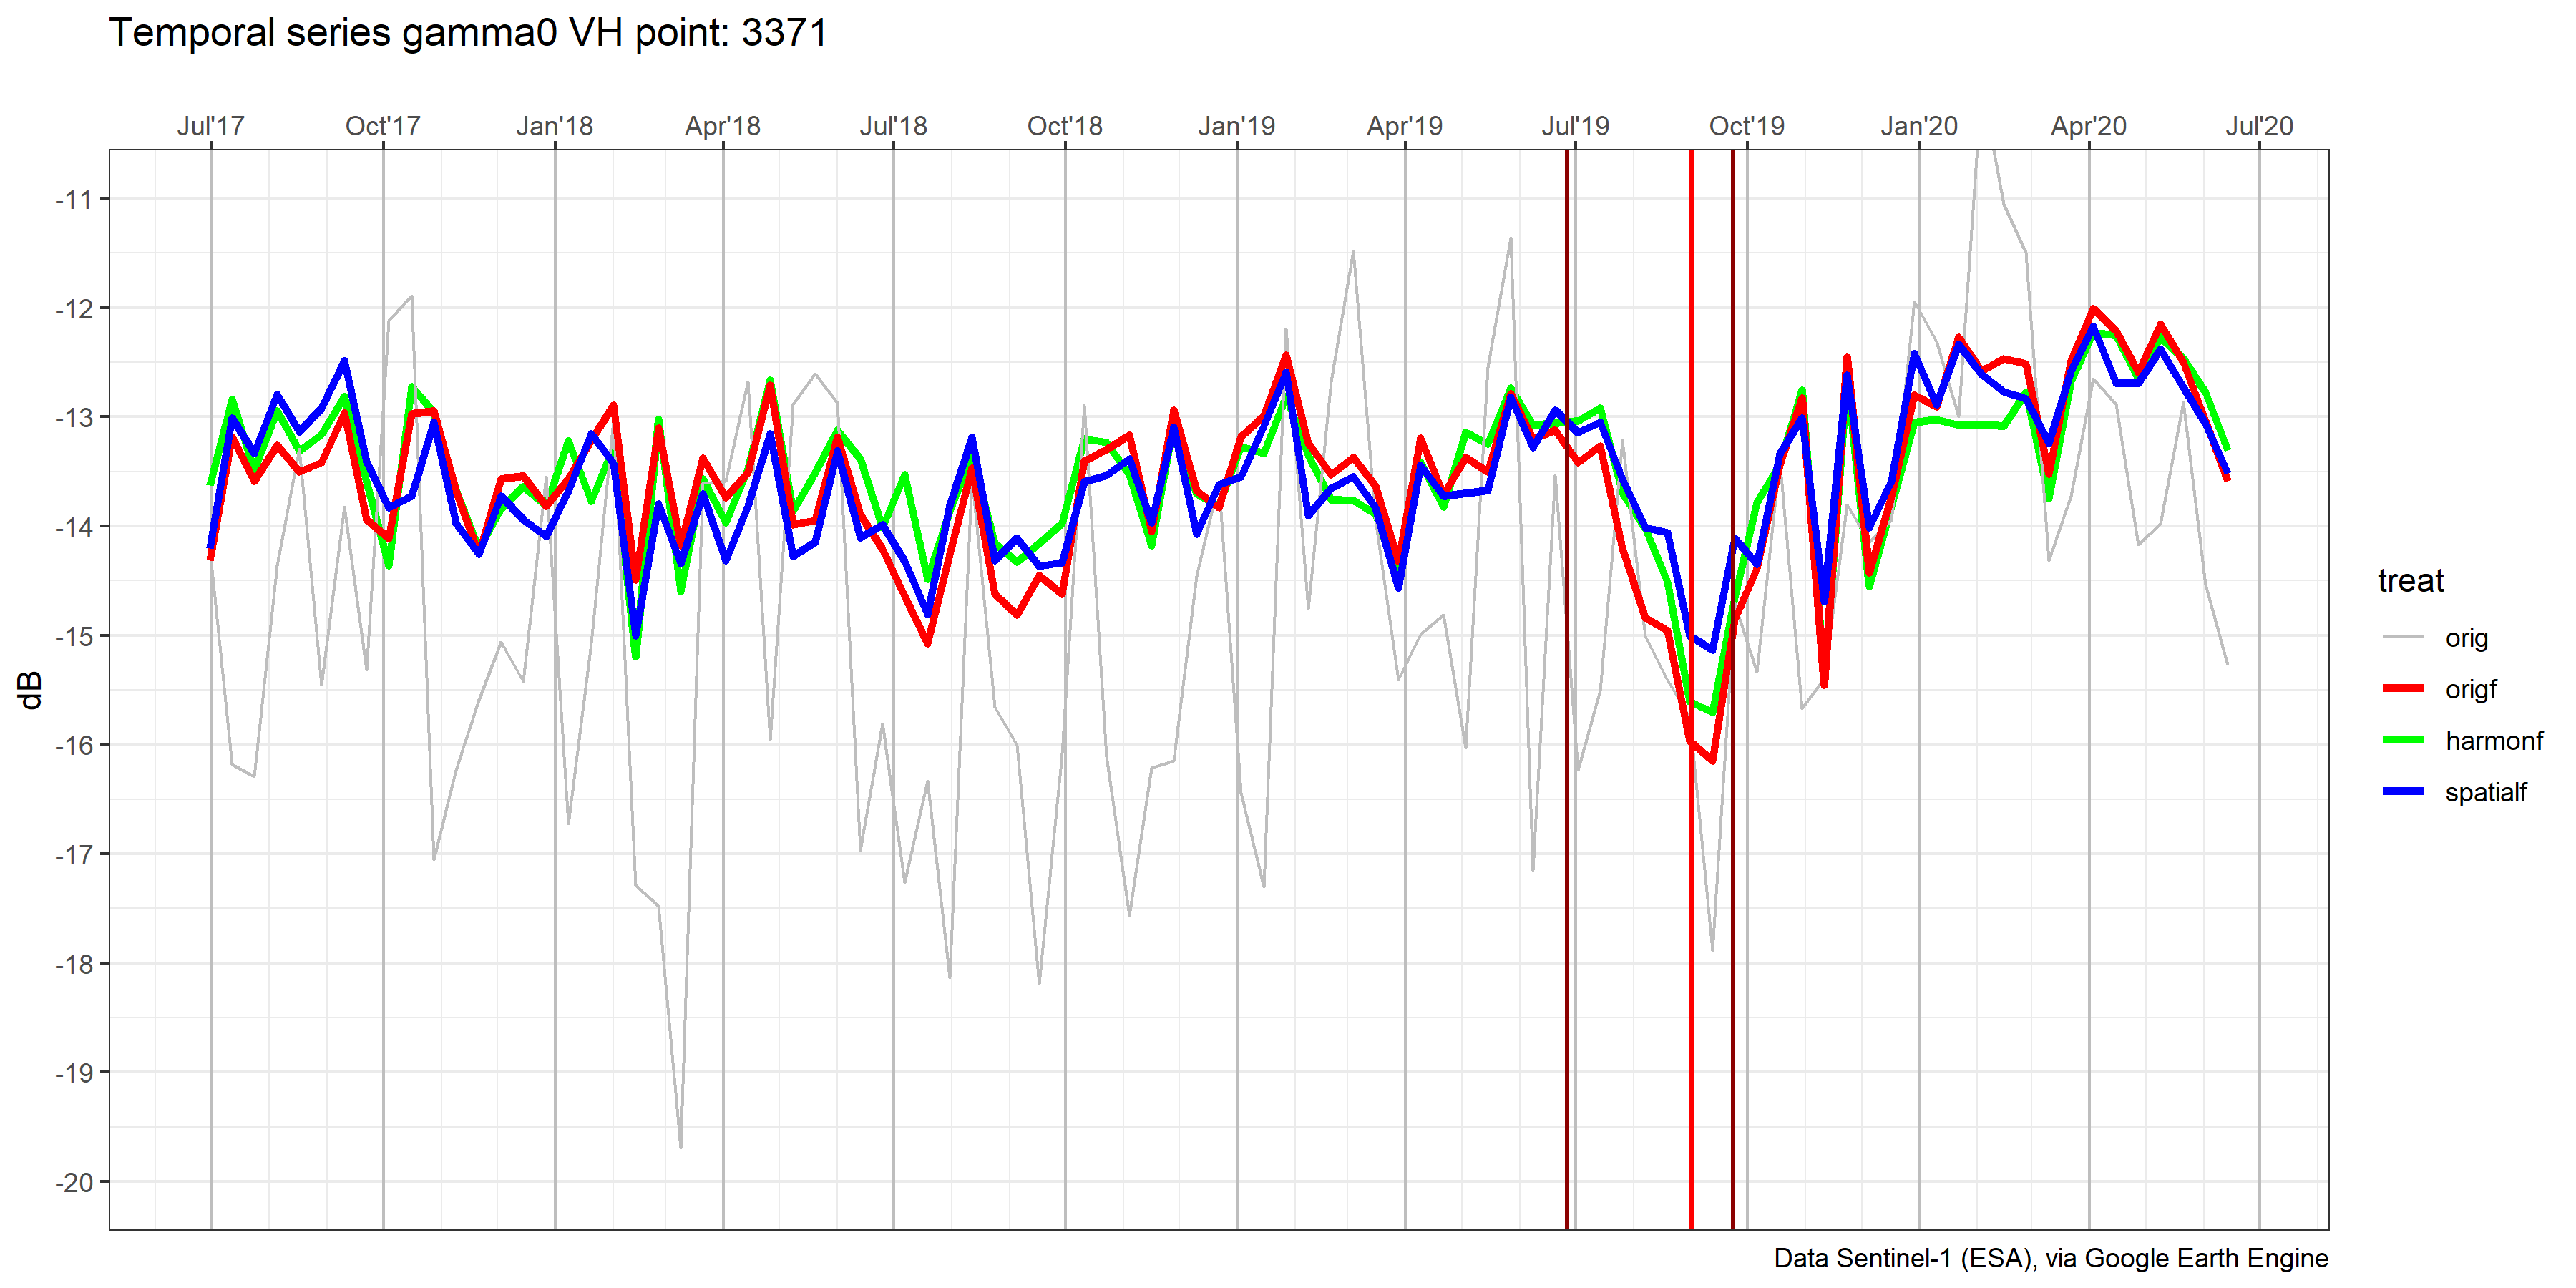 Temporal series gamma0 VH point: 3371
Jul'17 Oct'17 Jan'18 Apr'18 Jul'18 Oct'18 Jan'19 Apr'19 Jul'19 Oct'19 Jan'20 Apr'20 Jul'20
-11
-12
-13
-14
-15
-16
-17
-18
-19
-20
dB
treat
orig
origf
harmonf
spatialf
Data Sentinel-1 (ESA), via Google Earth Engine